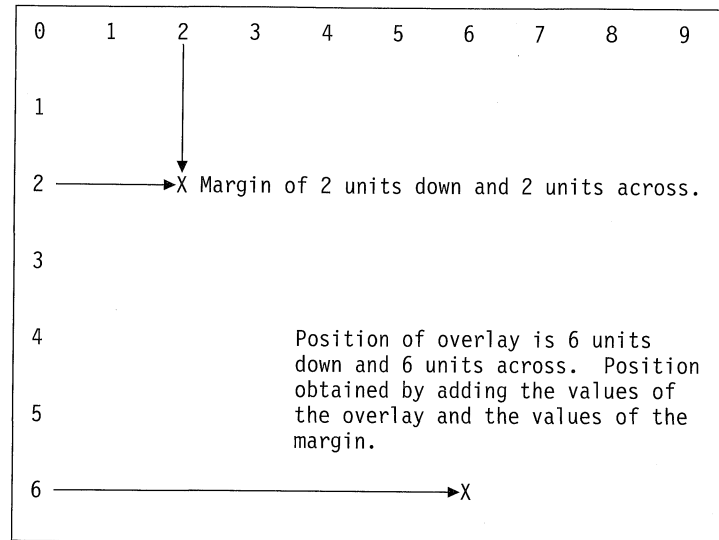 0 1 2 3 4 5 6 7 8 9
1
2 X Margin of 2 units down and 2 units across.
3
4 Position of overlay is 6 units
down and 6 units across. Position
obtained by adding the values of
5 the overlay and the values of the
margin.
6 X